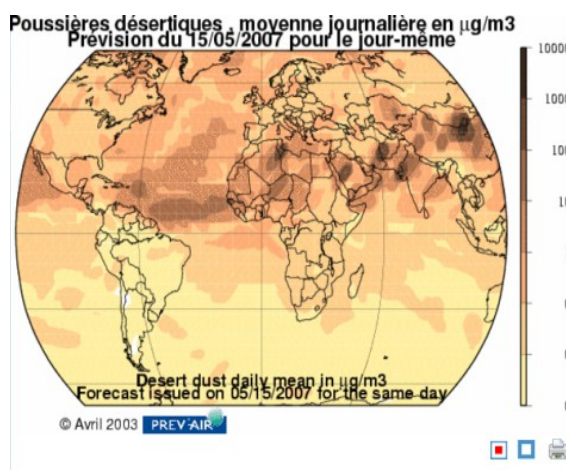 Poussières désertiques , moyenne journalière en µg/m3
Prévision du 15/05/2007 pour le jour-même
10000
1000
100
10
Desert dust daily mean in µg/m3
Forecast issued on 05/15/2007 for the same day
© Avril 2003 PREV'AIR